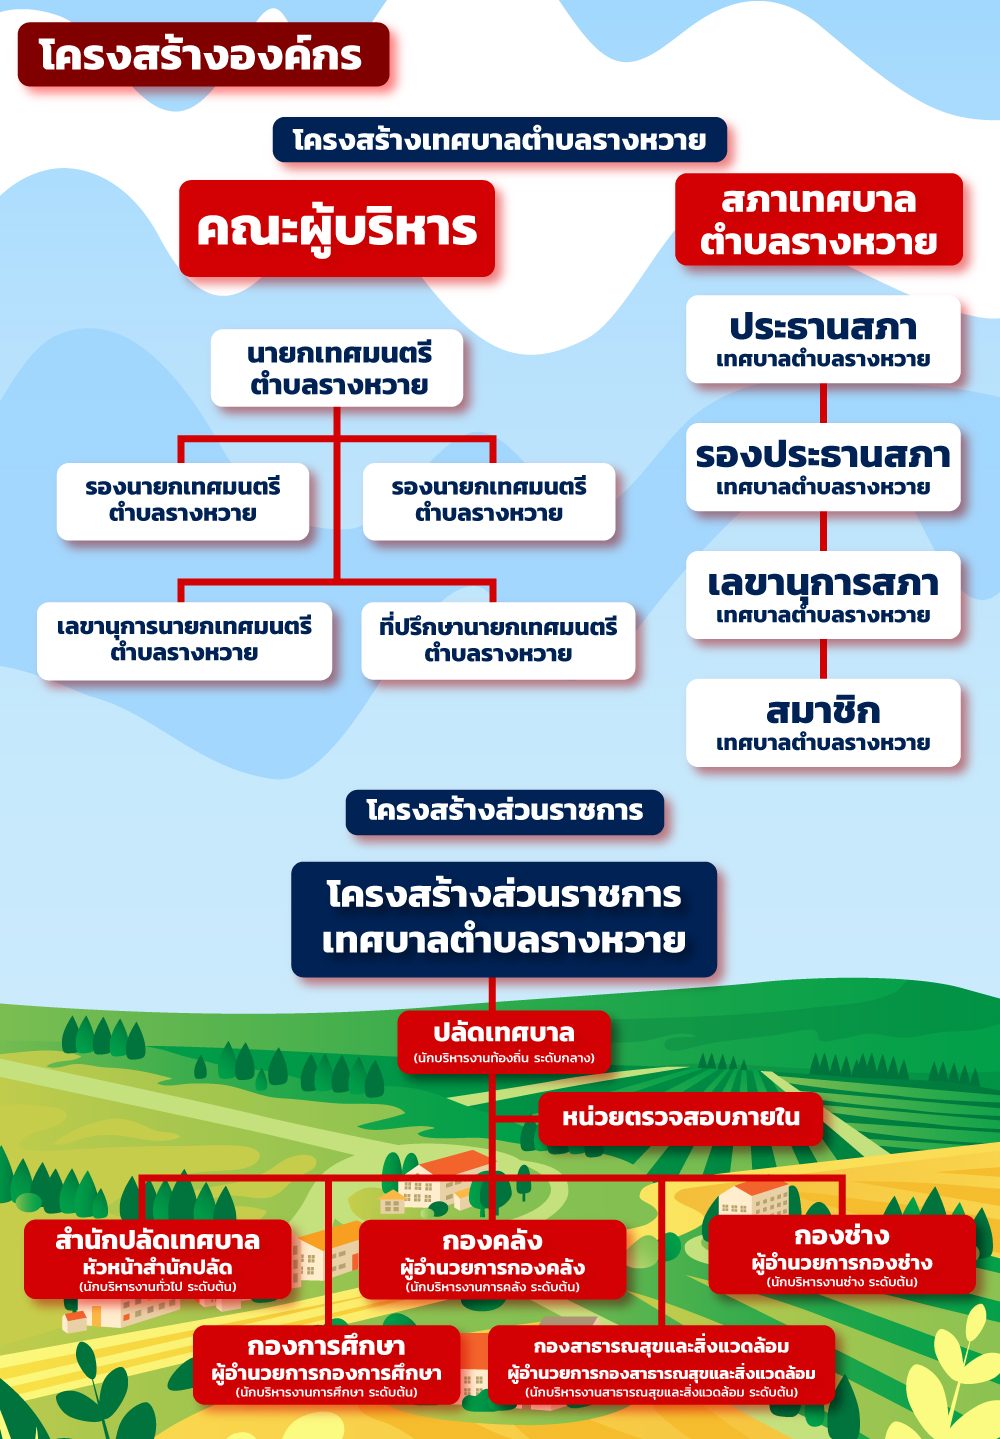 โครงสร้างองค์กร
โครงสร้างเทศบาลตำบลรางหวาย
คณะผู้บริหาร
นายกเทศมนตรี
ตำบลรางหวาย
รองนายกเทศมนตรี
ตำบลรางหวาย
รองนายกเทศมนตรี
ตำบลรางหวาย
เลขานุการนายกเทศมนตรี
ตำบลรางหวาย
ที่ปรึกษานายกเทศมนตรี
ตำบลรางหวาย
สภาเทศบาล
ตำบลรางหวาย
ประธานสภา
เทศบาลตำบลรางหวาย
รองประธานสภา
เทศบาลตำบลรางหวาย
เลขานุการสภา
เทศบาลตำบลรางหวาย
สมาชิก
เทศบาลตำบลรางหวาย
โครงสร้างส่วนราชการ
โครงสร้างส่วนราชการ
เทศบาลตำบลรางหวาย
ปลัดเทศบาล
(นักบริหารงานท้องถิ่น ระดับกลาง)
หน่วยตรวจสอบภายใน
สำนักปลัดเทศบาล
หัวหน้าสำนักปลัด
(นักบริหารงานทั่วไป ระดับต้น)
กองคลัง
ผู้อำนวยการกองคลัง
(นักบริหารงานการคลัง ระดับต้น)
กองช่าง
ผู้อำนวยการกองช่าง
(นักบริหารงานช่าง ระดับต้น)
กองการศึกษา
ผู้อำนวยการกองการศึกษา
(นักบริหารงานการศึกษา ระดับต้น)
กองสาธารณสุขและสิ่งแวดล้อม
ผู้อำนวยการกองสาธารณสุขและสิ่งแวดล้อม
(นักบริหารงานสาธารณสุขและสิ่งแวดล้อม ระดับต้น)